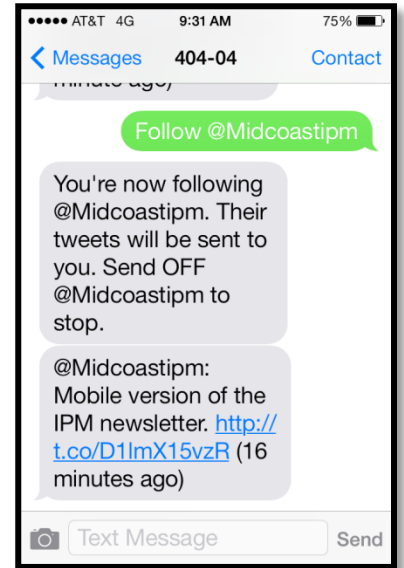 AT&T 4G 9:31 AM 75%
Messages 404-04 Contact
minute ago)
Follow @Midcoastipm
You're now following
@Midcoastipm. Their
tweets will be sent to
you. Send OFF
@Midcoastipm to
stop.
@Midcoastipm:
Mobile version of the
IPM newsletter. http://
t.co/D1lmX15vzR (16
minutes ago)
Text Message Send